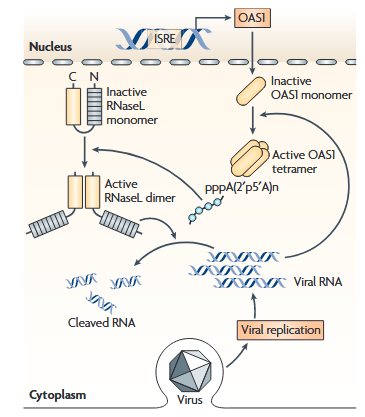 OAS1
ISRE
Nucleus
C N
Inactive
RNaseL
monomer
Inactive
OAS1 monomer
Active OAS1
tetramer
Active
RNaseL dimer
pppA(2'p5'A)n
Viral RNA
Cleaved RNA
Viral replication
Virus
Cytoplasm